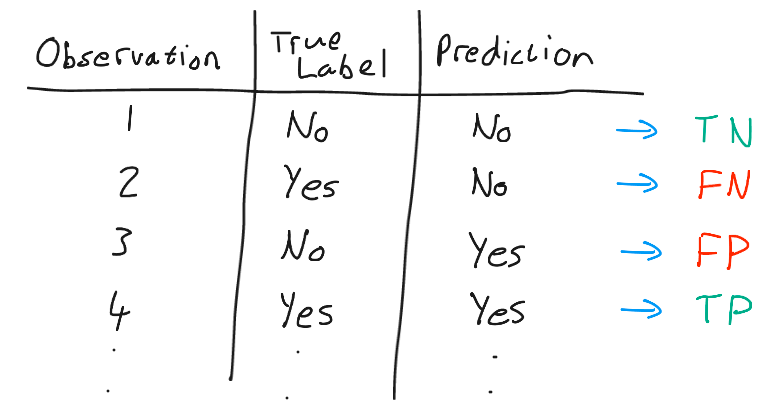 Observation True Label Prediction
1 No No → TN
2 Yes No → FN
3 No Yes → FP
4 Yes Yes → TP
. . .
. . .